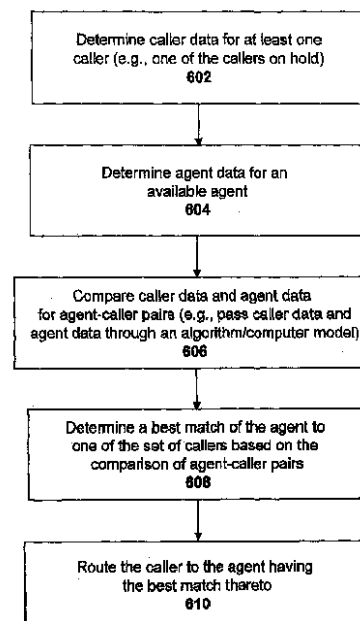 Determine caller data for at least one
caller (e.g., one of the callers on hold)
602
Determine agent data for an
available agent
604
Compare caller data and agent data
for agent-caller pairs (e.g., pass caller data and
agent data through an algorithm/computer model)
606
Determine a best match of the agent to
one of the set of callers based on the
comparison of agent-caller pairs
608
Route the caller to the agent having
the best match thereto
610